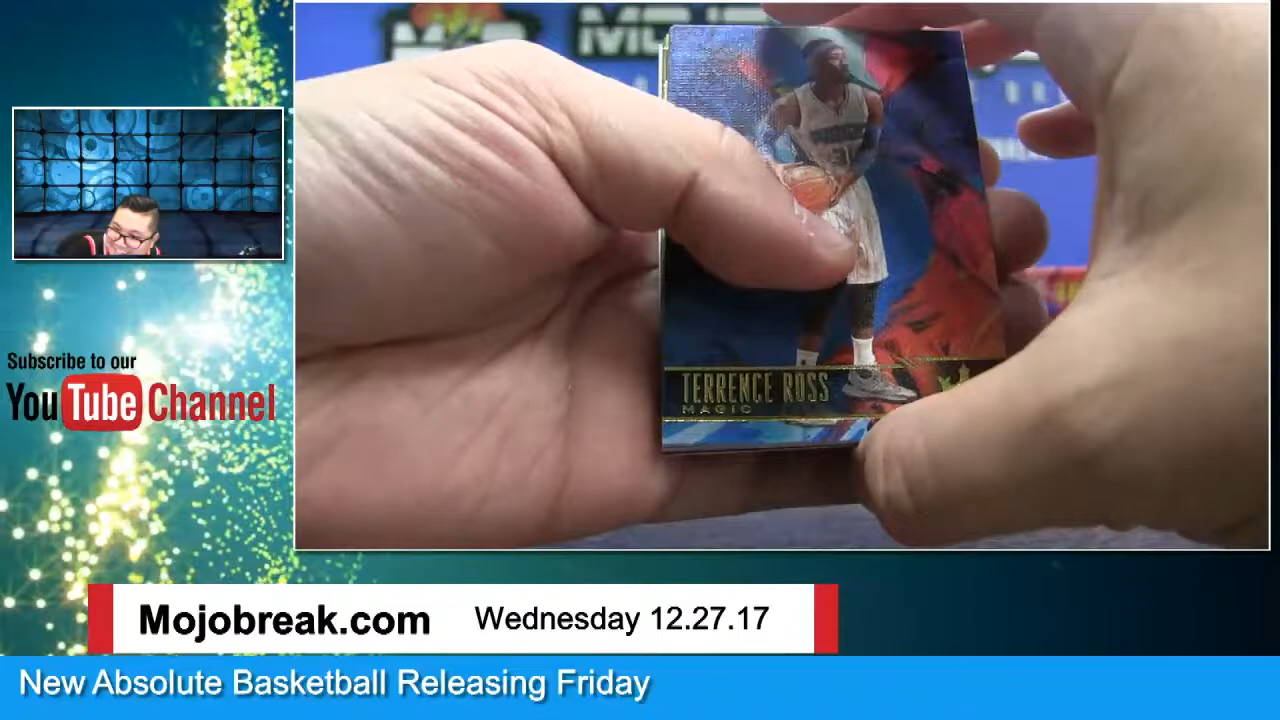 TERRENCE ROSS
MAGIC
Subscribe to our
YouTube Channel
Mojobreak.com
Wednesday 12.27.17
New Absolute Basketball Releasing Friday